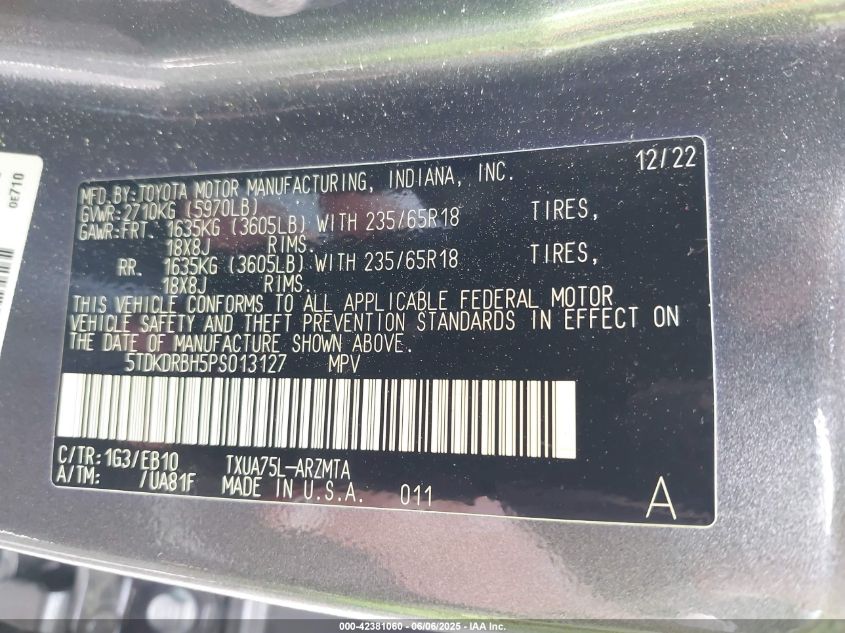 0E710
12/22
MFD.BY:TOYOTA MOTOR MANUFACTURING, INDIANA, INC.
GVWR:2710KG (5970LB)
GAWR:FRT. 1635KG (3605LB) WITH 235/65R18 TIRES,
18X8J RIMS.
RR. 1635KG (3605LB) WITH 235/65R18 TIRES,
18X8J RIMS.
THIS VEHICLE CONFORMS TO ALL APPLICABLE FEDERAL MOTOR
VEHICLE SAFETY AND THEFT PREVENTION STANDARDS IN EFFECT ON
THE DATE OF MANUFACTURE SHOWN ABOVE.
5TDKDRBH5PS013127 MPV
C/TR:1G3/EB10 TXUA75L-ARZMTA
A/TM: /UA81F MADE IN U.S.A. 011 A
000-42381060 - 06/06/2025 - IAA Inc.